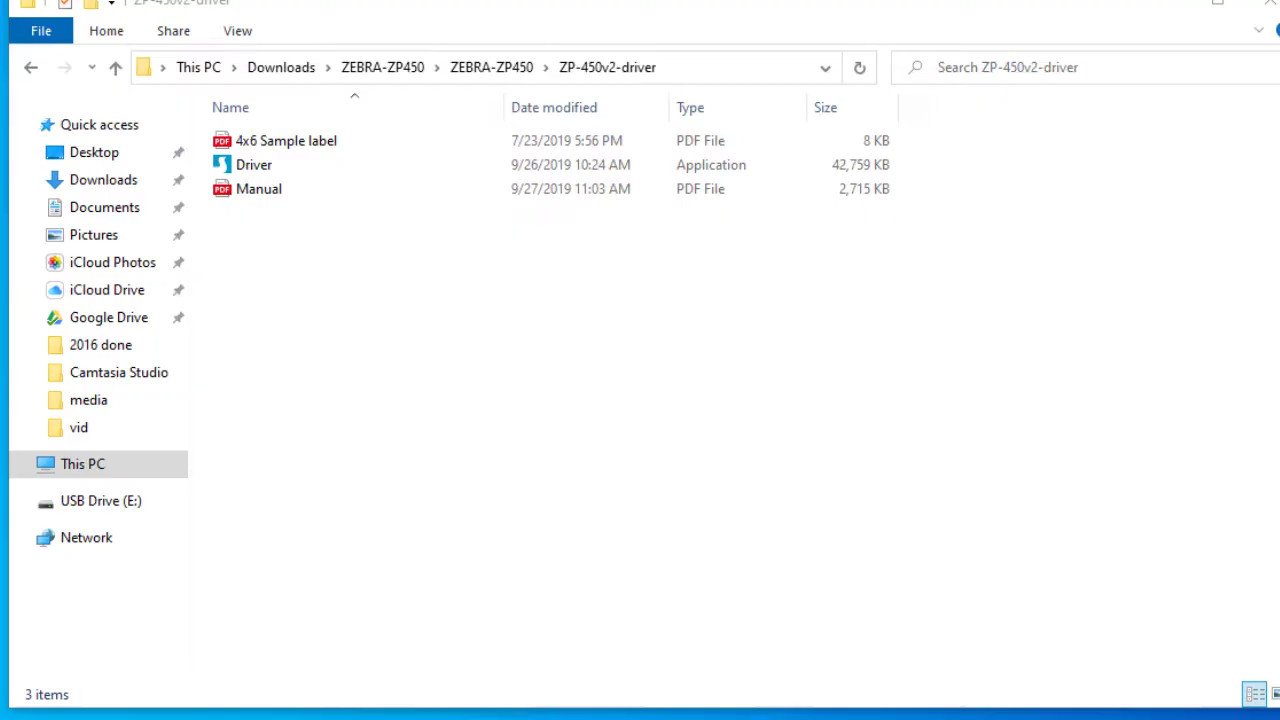 ZP-450v2-driver
File Home Share View
This PC Downloads ZEBRA-ZP450 ZEBRA-ZP450 ZP-450v2-driver Search ZP-450v2-driver
Name Date modified Type Size
Quick access
4x6 Sample label 7/23/2019 5:56 PM PDF File 8 KB
Desktop
Driver 9/26/2019 10:24 AM Application 42,759 KB
Downloads
Manual 9/27/2019 11:03 AM PDF File 2,715 KB
Documents
Pictures
iCloud Photos
iCloud Drive
Google Drive
2016 done
Camtasia Studio
media
vid
This PC
USB Drive (E:)
Network
3 items